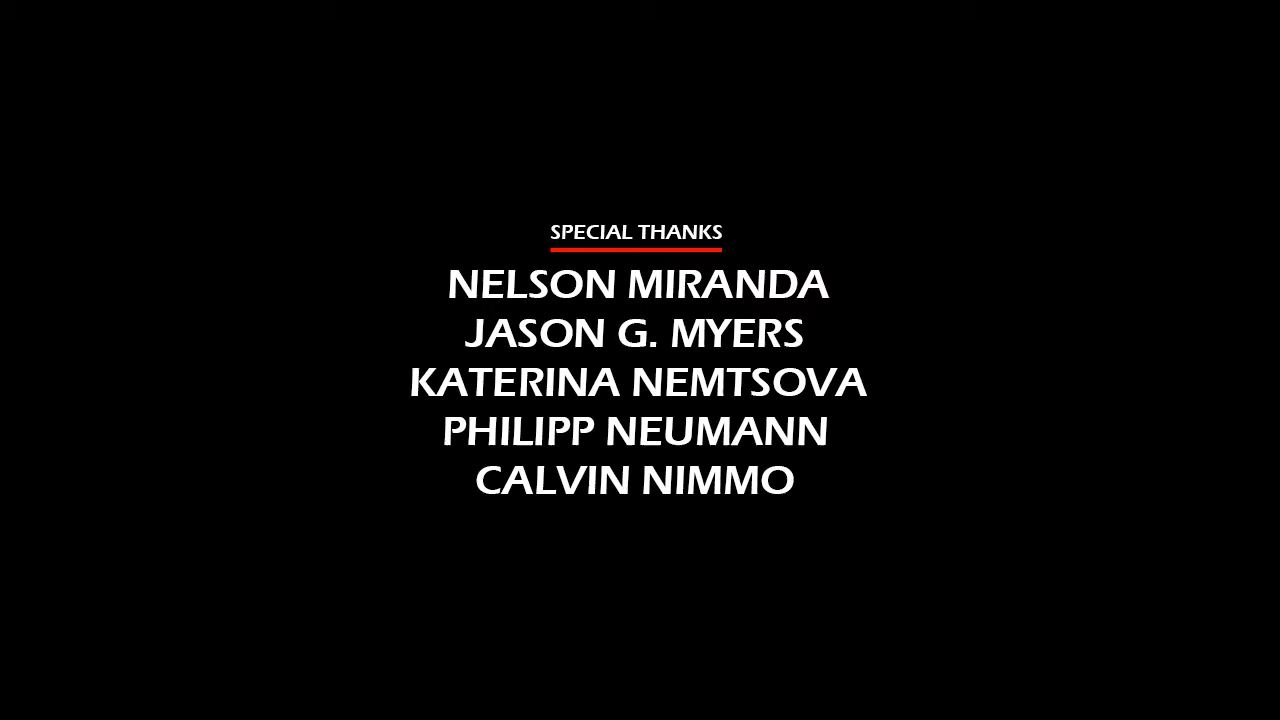 SPECIAL THANKS
NELSON MIRANDA
JASON G. MYERS
KATERINA NEMTSOVA
PHILIPP NEUMANN
CALVIN NIMMO